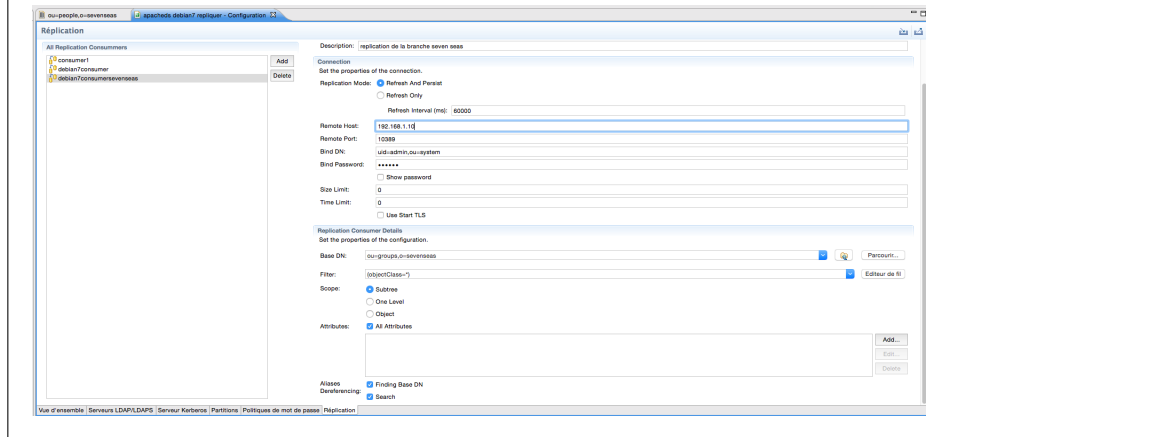 ou=people,o=sevenseas apacheds debian7 repliquer - Configuration
Réplication
All Replication Consummers
consumer1
debian7consumer
debian7consumersevenseas
Add
Delete
Description: replication de la branche seven seas
Connection
Set the properties of the connection.
Replication Mode: Refresh And Persist
Refresh Only
Refresh Interval (ms): 60000
Remote Host: 192.168.1.10
Remote Port: 10389
Bind DN: uid=admin,ou=system
Bind Password: ••••••
Show password
Size Limit: 0
Time Limit: 0
Use Start TLS
Replication Consumer Details
Set the properties of the configuration.
Base DN: ou=groups,o=sevenseas Parcourir...
Filter: (objectClass=*) Editeur de fil
Scope: Subtree
One Level
Object
Attributes: All Attributes
Add...
Edit...
Delete
Aliases Dereferencing: Finding Base DN
Search
Vue d'ensemble Serveurs LDAP/LDAPS Serveur Kerberos Partitions Politiques de mot de passe Réplication